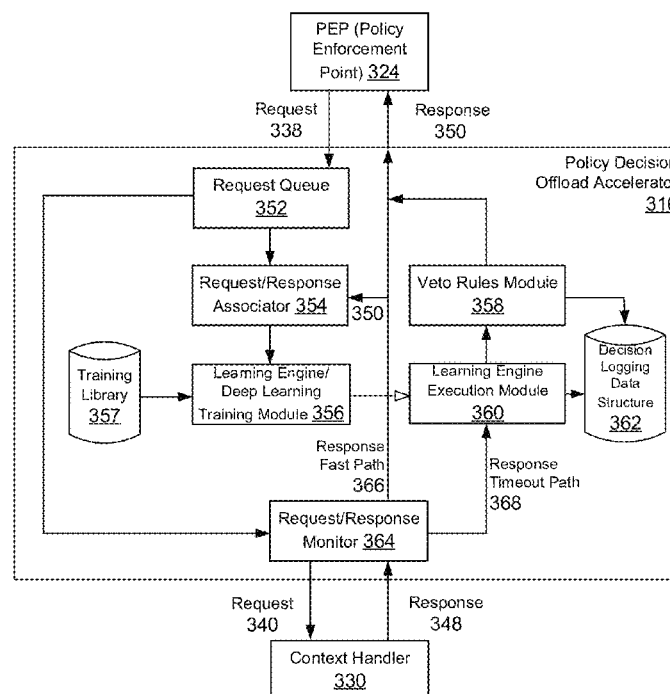 PEP (Policy
Enforcement
Point) 324
Request
338
Response
350
Policy Decision
Offload Accelerator
316
Request Queue
352
Request/Response
Associator 354
350
Veto Rules Module
358
Training
Library
357
Learning Engine/
Deep Learning
Training Module 356
Learning Engine
Execution Module
360
Decision
Logging
Data
Structure
362
Response
Fast Path
366
Response
Timeout Path
368
Request/Response
Monitor 364
Request
340
Response
348
Context Handler
330